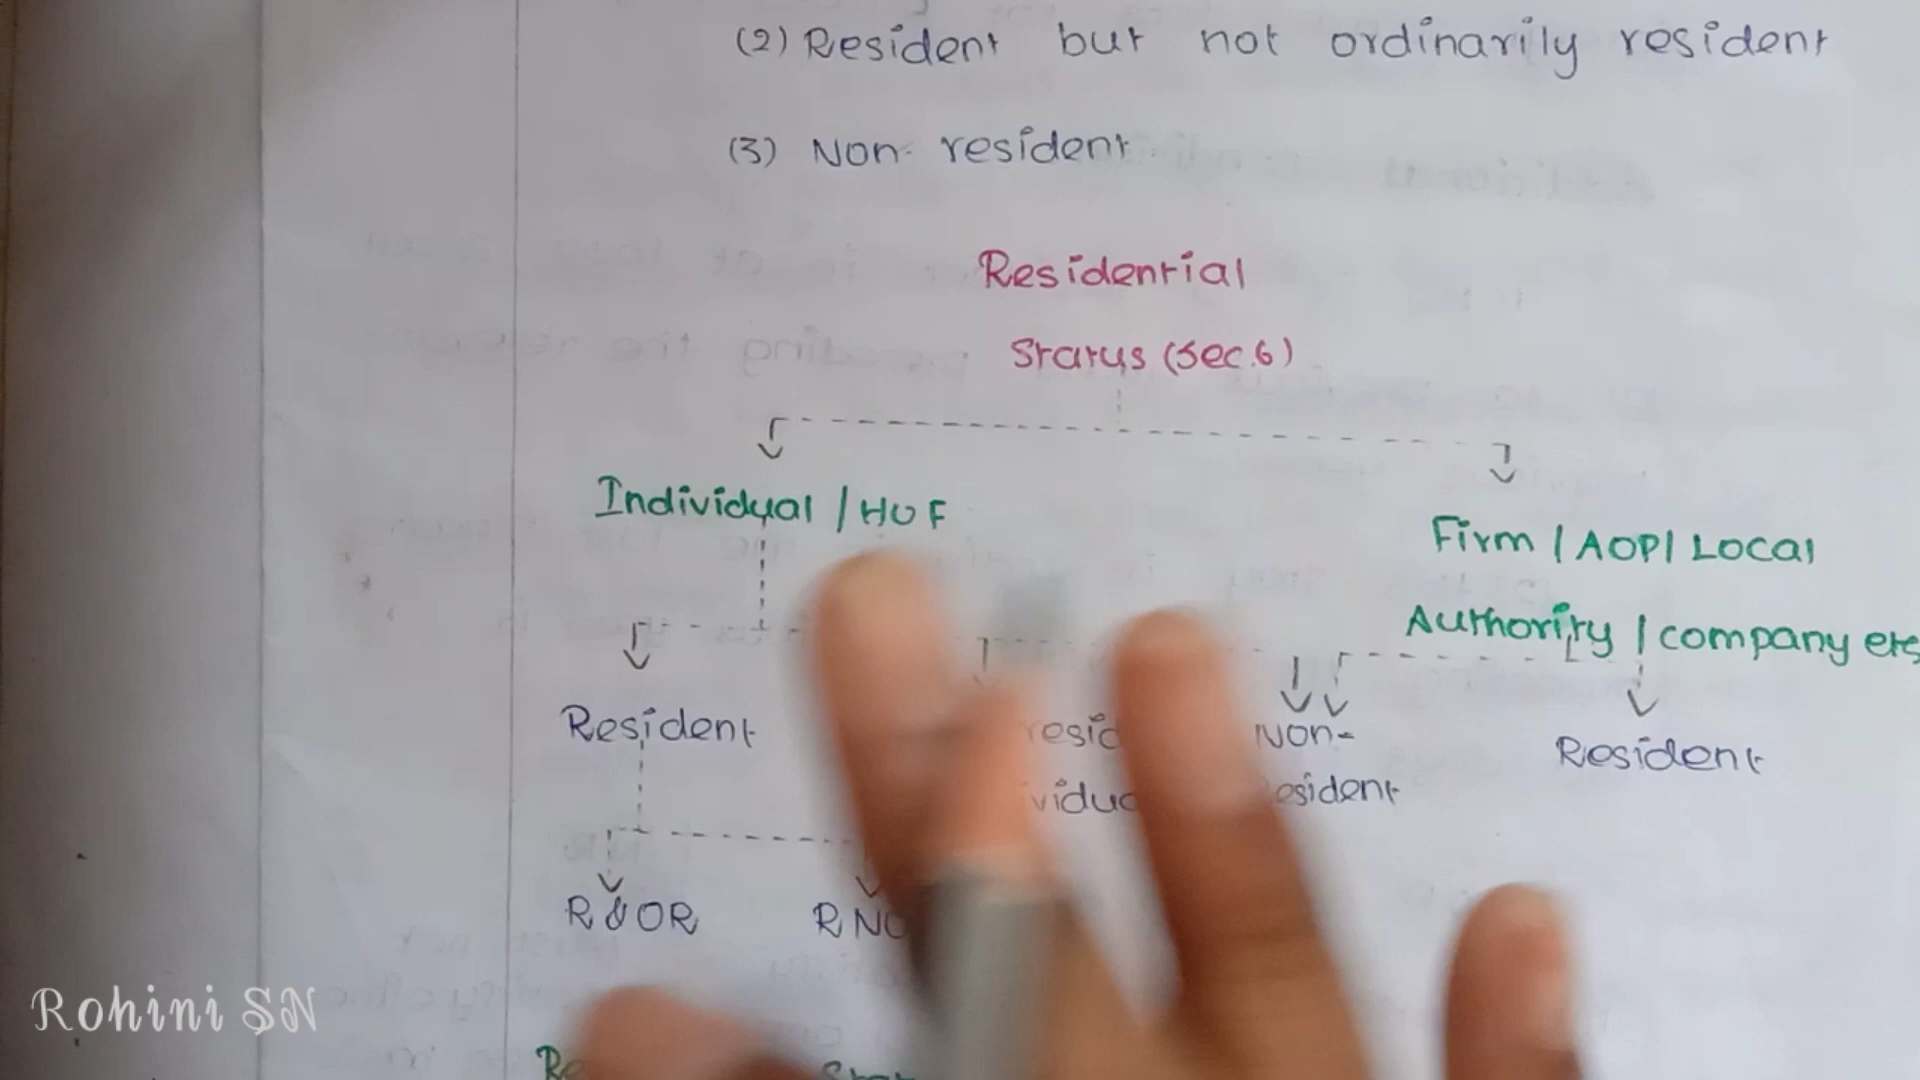 (2) Resident but not ordinarily resident
(3) Non- resident
Residential
Status (Sec.6)
Individual / HUF
Firm / AOP / Local
Authority / company etc
Resident
Non-
Resident
R & OR
Rohini SN